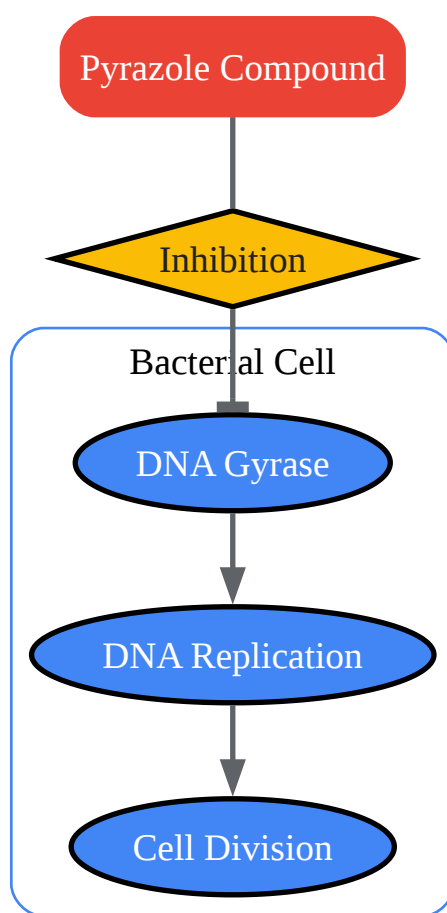 Pyrazole Compound
Inhibition
Bacterial Cell
DNA Gyrase
DNA Replication
Cell Division